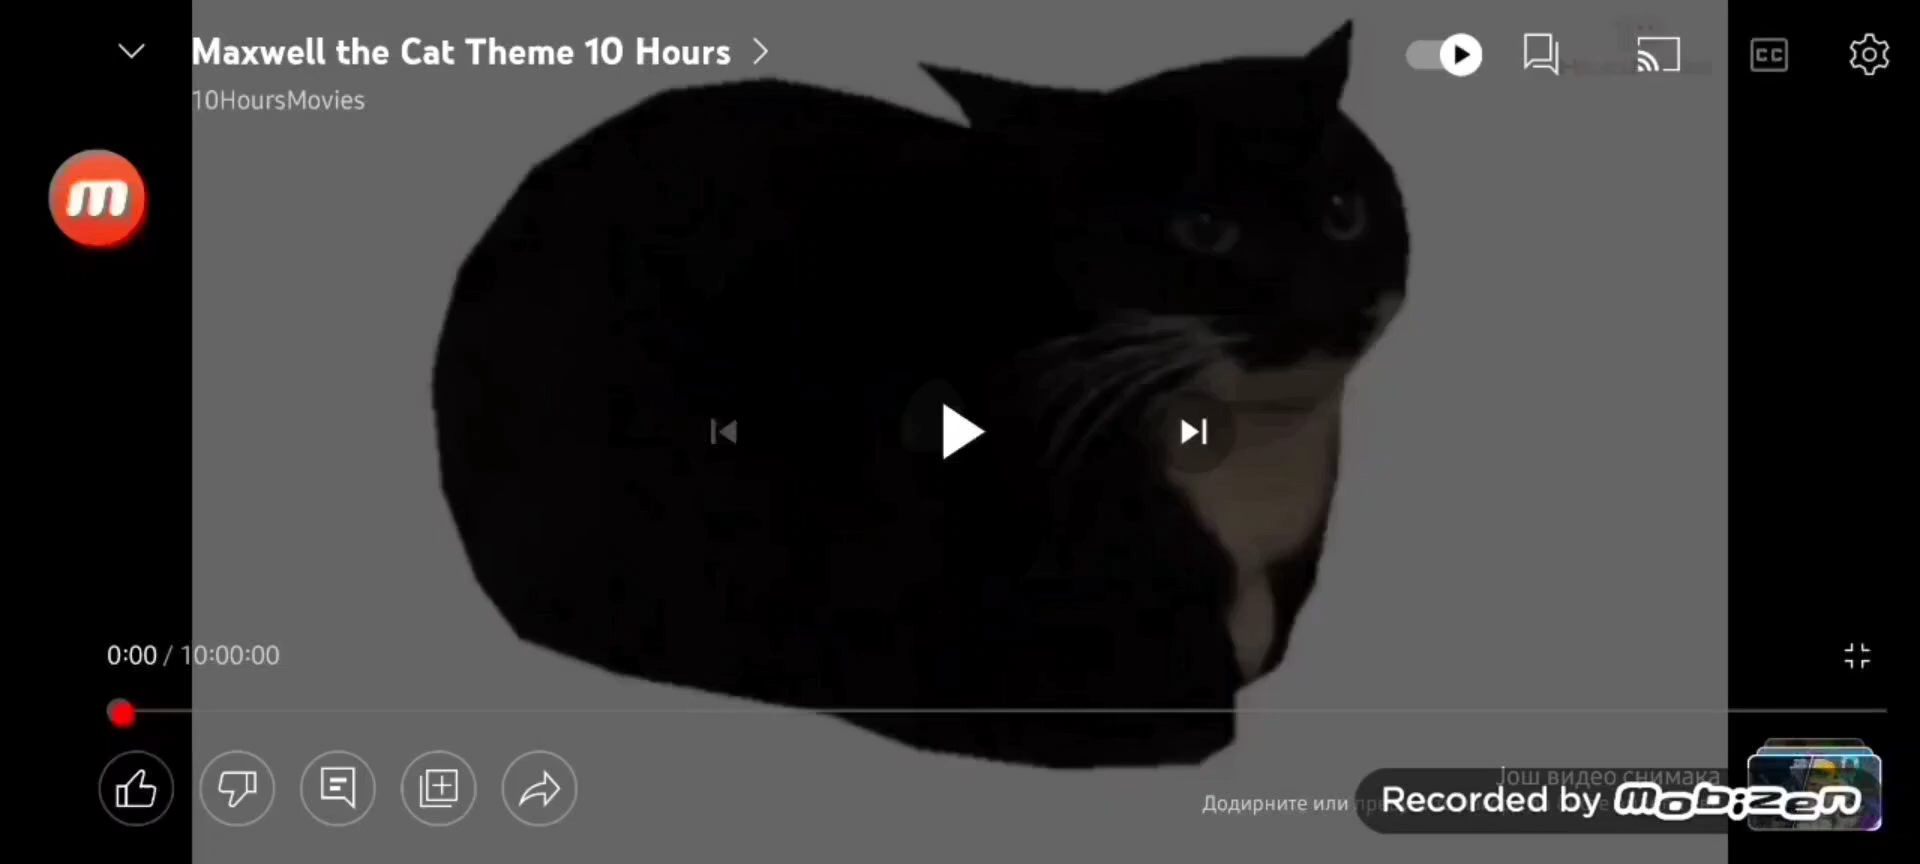 Maxwell the Cat Theme 10 Hours
10HoursMovies
CC
m
0:00 / 10:00:00
Још видео снимака
Додирните или
Recorded by mobizen